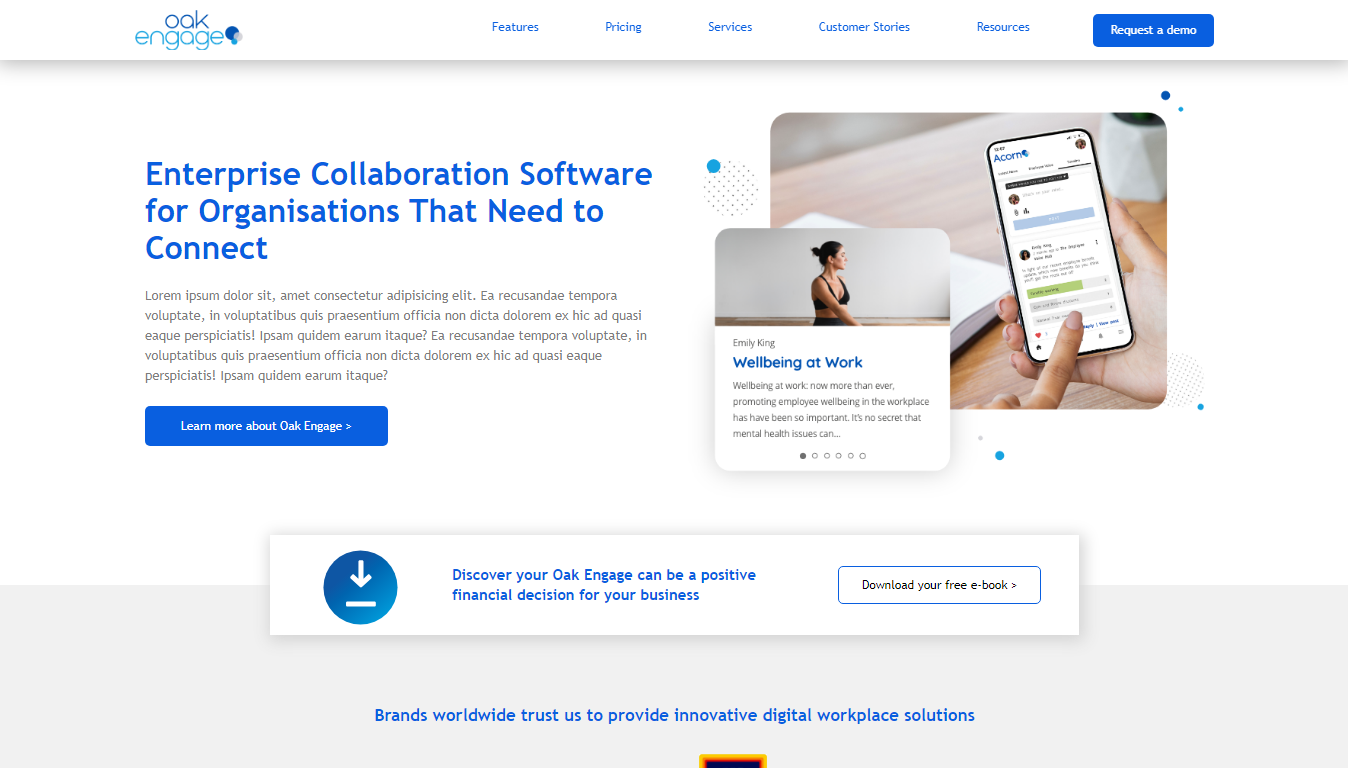 oak
engage
Features
Pricing
Services
Customer Stories
Resources
Request a demo
Enterprise Collaboration Software
for Organisations That Need to
Connect
Lorem ipsum dolor sit, amet consectetur adipisicing elit. Ea recusandae tempora
voluptate, in voluptatibus quis praesentium officia non dicta dolorem ex hic ad quasi
eaque perspiciatis! Ipsam quidem earum itaque? Ea recusandae tempora voluptate, in
voluptatibus quis praesentium officia non dicta dolorem ex hic ad quasi eaque
perspiciatis! Ipsam quidem earum itaque?
Learn more about Oak Engage >
Acorn
Emily King
Emily King
Wellbeing at Work
Wellbeing at work: now more than ever,
promoting employee wellbeing in the workplace
has have been so important. It's no secret that
mental health issues can...
Discover your Oak Engage can be a positive
financial decision for your business
Download your free e-book >
Brands worldwide trust us to provide innovative digital workplace solutions